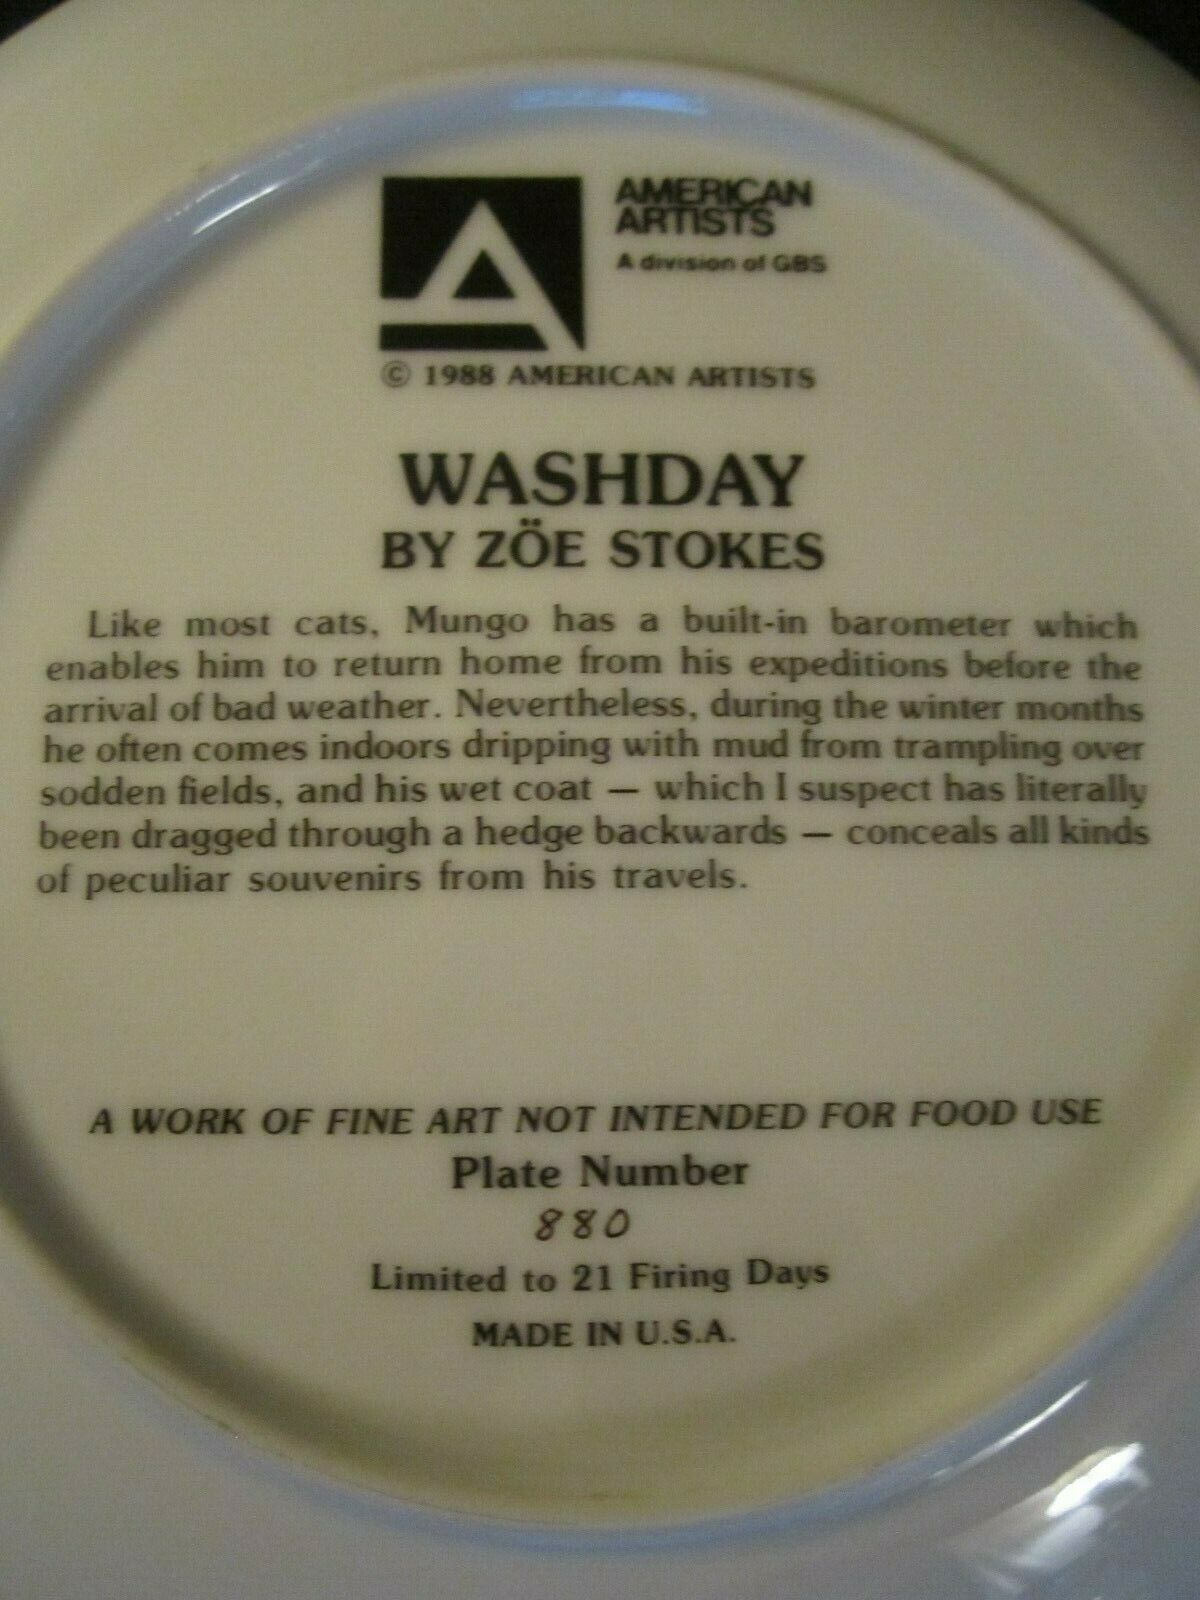 AMERICAN
ARTISTS
A division of GBS
© 1988 AMERICAN ARTISTS
WASHDAY
BY ZÖE STOKES
Like most cats, Mungo has a built-in barometer which
enables him to return home from his expeditions before the
arrival of bad weather. Nevertheless, during the winter months
he often comes indoors dripping with mud from trampling over
sodden fields, and his wet coat — which I suspect has literally
been dragged through a hedge backwards — conceals all kinds
of peculiar souvenirs from his travels.
A WORK OF FINE ART NOT INTENDED FOR FOOD USE
Plate Number
880
Limited to 21 Firing Days
MADE IN U.S.A.